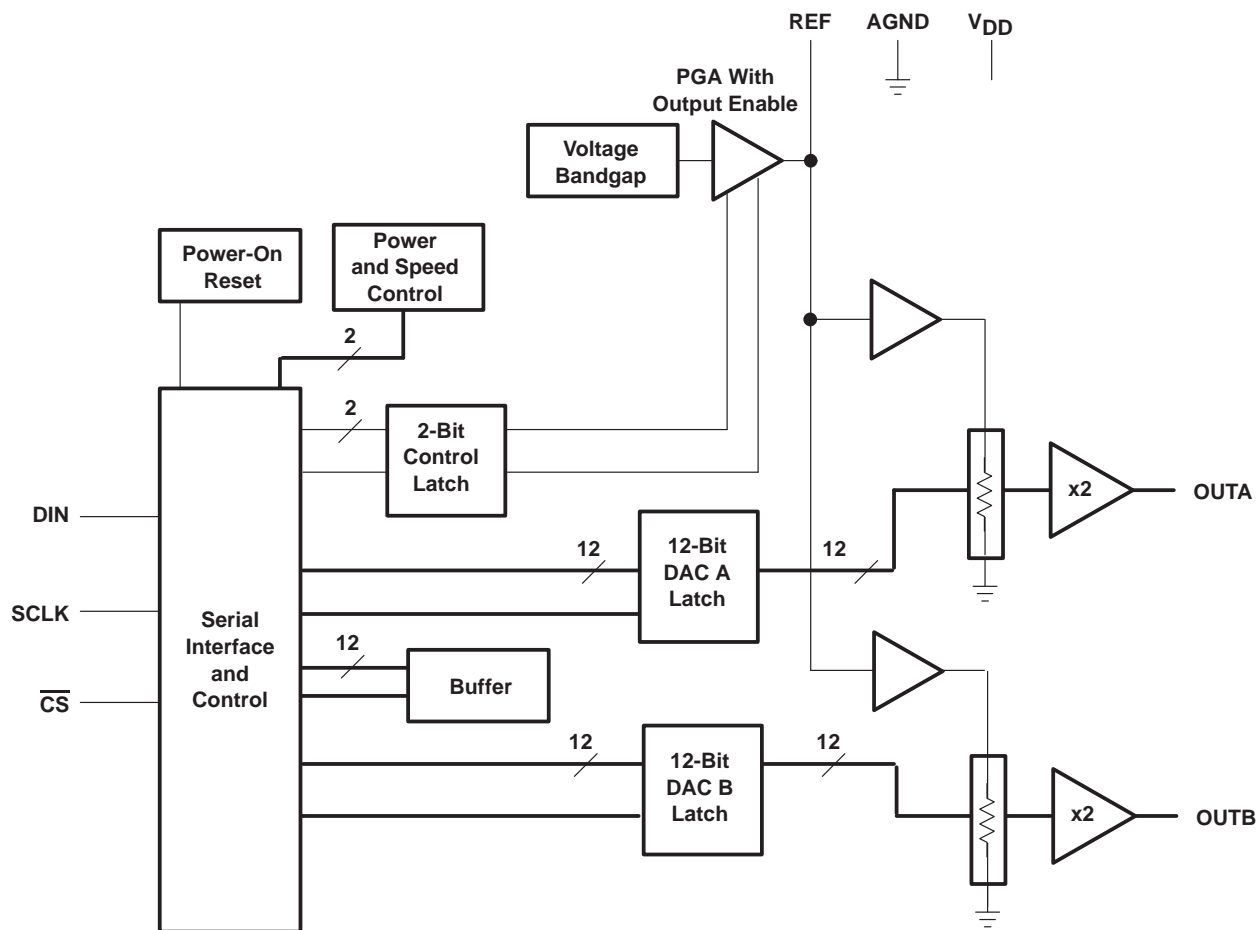 REF AGND VDD
PGA With
Output Enable
Voltage
Bandgap
Power-On
Reset
Power
and Speed
Control
2
2
2-Bit
Control
Latch
x2
OUTA
DIN
12
12-Bit
DAC A
Latch
12
SCLK
Serial
Interface
and
Control
12
Buffer
CS
12
12-Bit
DAC B
Latch
12
x2
OUTB